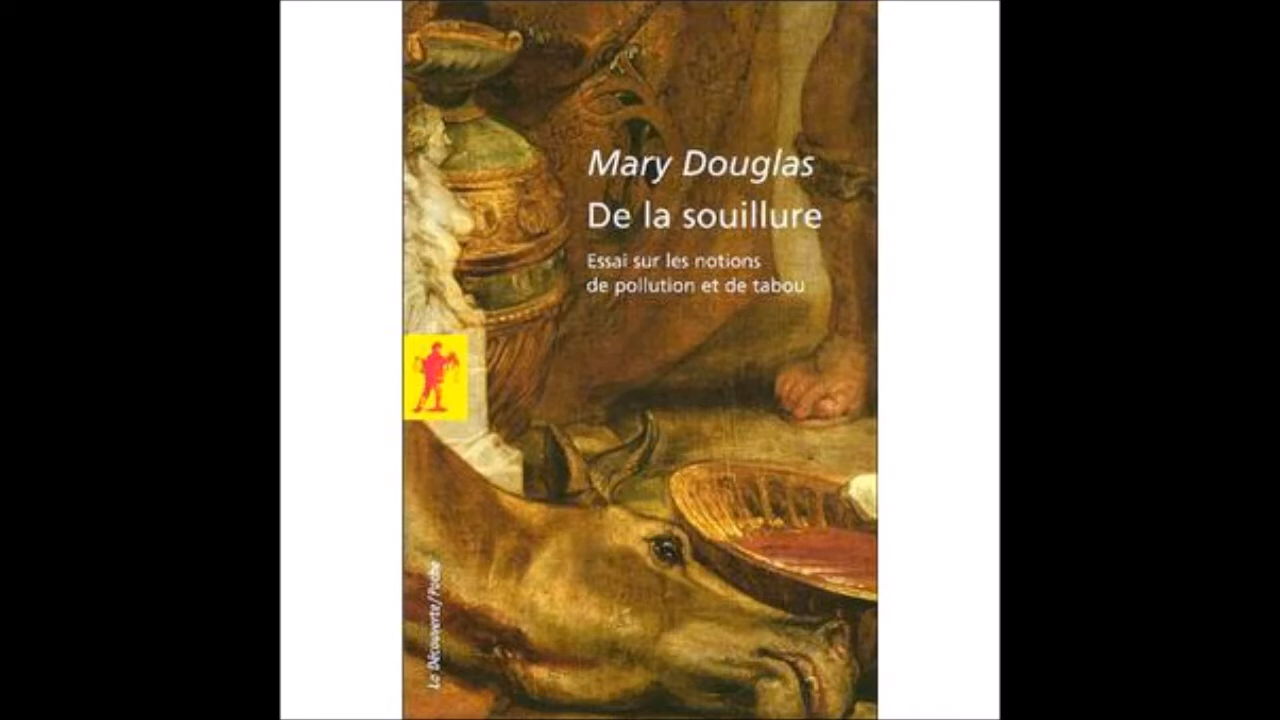 Mary Douglas
De la souillure
Essai sur les notions
de pollution et de tabou
La Découverte/Poche